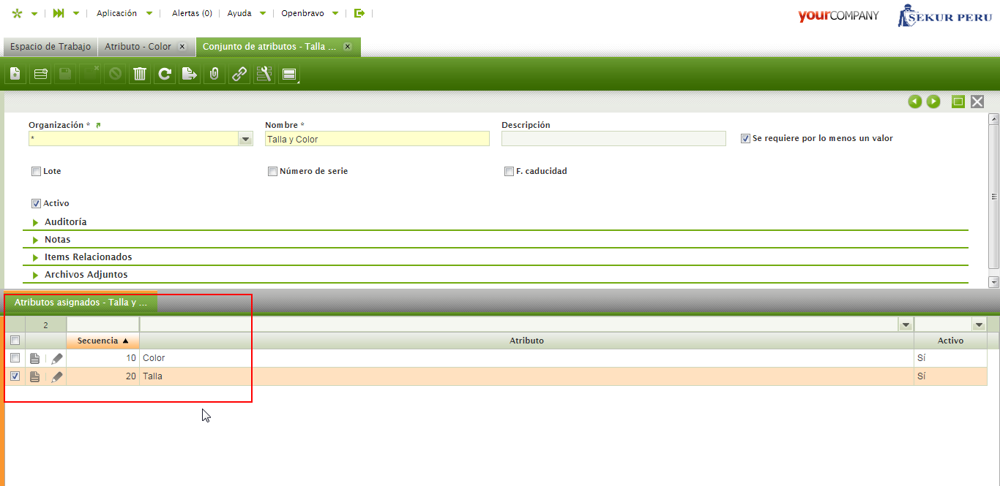 Aplicación Alertas (0) Ayuda Openbravo
yourCOMPANY SEKUR PERU
Espacio de Trabajo Atributo - Color Conjunto de atributos - Talla ...
Organización * Nombre * Descripción
* Talla y Color Se requiere por lo menos un valor
Lote Número de serie F. caducidad
Activo
Auditoría
Notas
Items Relacionados
Archivos Adjuntos
Atributos asignados - Talla y ...
2
Secuencia Atributo Activo
10 Color Sí
20 Talla Sí